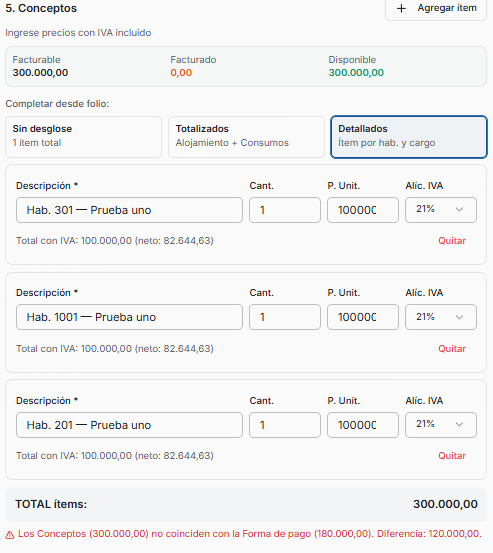 5. Conceptos
+ Agregar ítem
Ingrese precios con IVA incluido
Facturable Facturado Disponible
300.000,00 0,00 300.000,00
Completar desde folio:
Sin desglose Totalizados Detallados
1 ítem total Alojamiento + Consumos Ítem por hab. y cargo
Descripción * Cant. P. Unit. Alíc. IVA
Hab. 301 — Prueba uno 1 100000 21%
Total con IVA: 100.000,00 (neto: 82.644,63) Quitar
Descripción * Cant. P. Unit. Alíc. IVA
Hab. 1001 — Prueba uno 1 100000 21%
Total con IVA: 100.000,00 (neto: 82.644,63) Quitar
Descripción * Cant. P. Unit. Alíc. IVA
Hab. 201 — Prueba uno 1 100000 21%
Total con IVA: 100.000,00 (neto: 82.644,63) Quitar
TOTAL ítems: 300.000,00
Los Conceptos (300.000,00) no coinciden con la Forma de pago (180.000,00). Diferencia: 120.000,00.